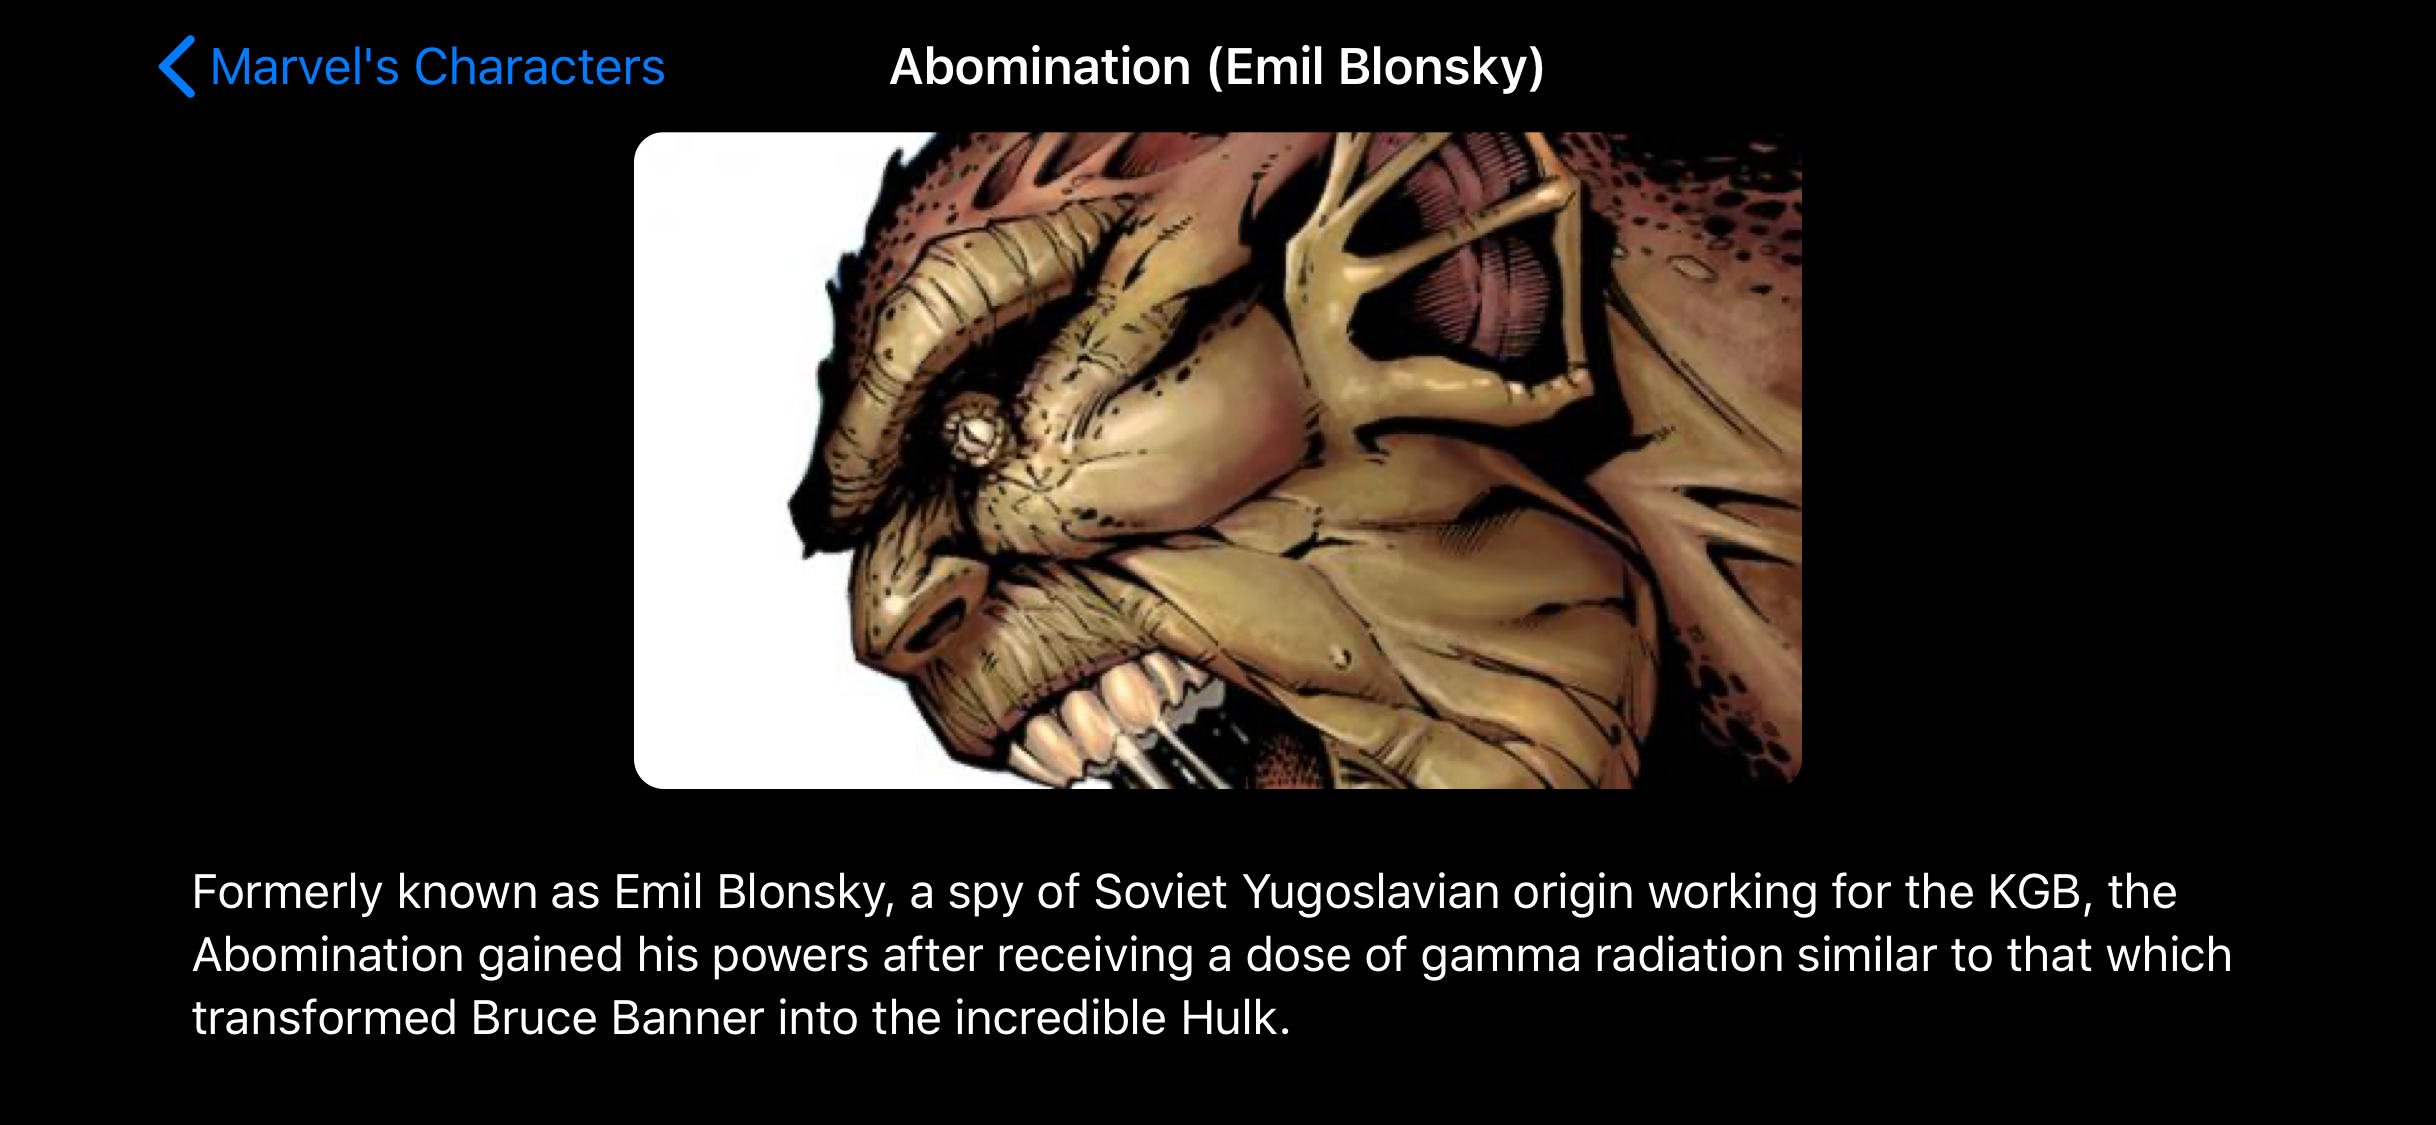 Marvel's Characters
Abomination (Emil Blonsky)
Formerly known as Emil Blonsky, a spy of Soviet Yugoslavian origin working for the KGB, the
Abomination gained his powers after receiving a dose of gamma radiation similar to that which
transformed Bruce Banner into the incredible Hulk.